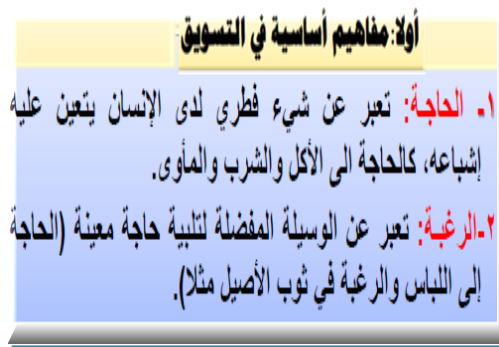 أولا: مفاهيم أساسية في التسويق
١- الحاجة: تعبر عن شيء فطري لدى الإنسان يتعين عليه
إشباعه، كالحاجة الى الأكل والشرب والمأوى.
٢-الرغبة: تعبر عن الوسيلة المفضلة لتلبية حاجة معينة (الحاجة
إلى اللباس والرغبة في ثوب الأصيل مثلا).